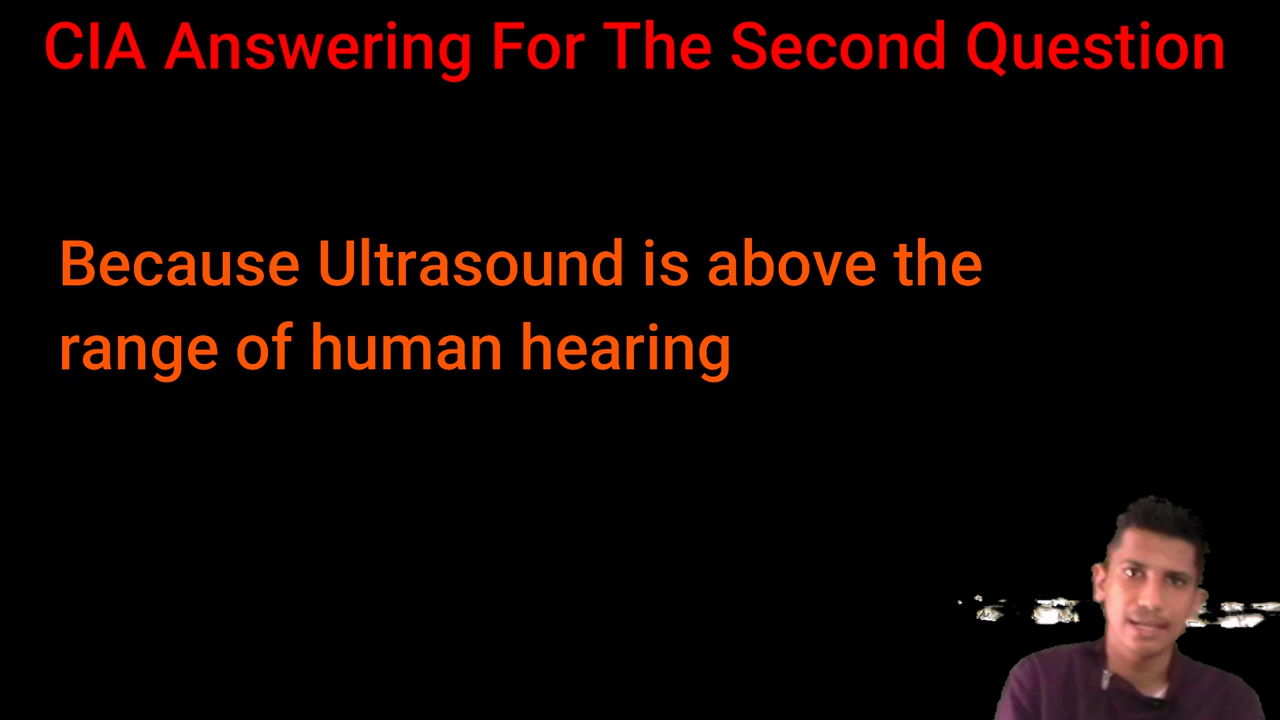 CIA Answering For The Second Question
Because Ultrasound is above the
range of human hearing